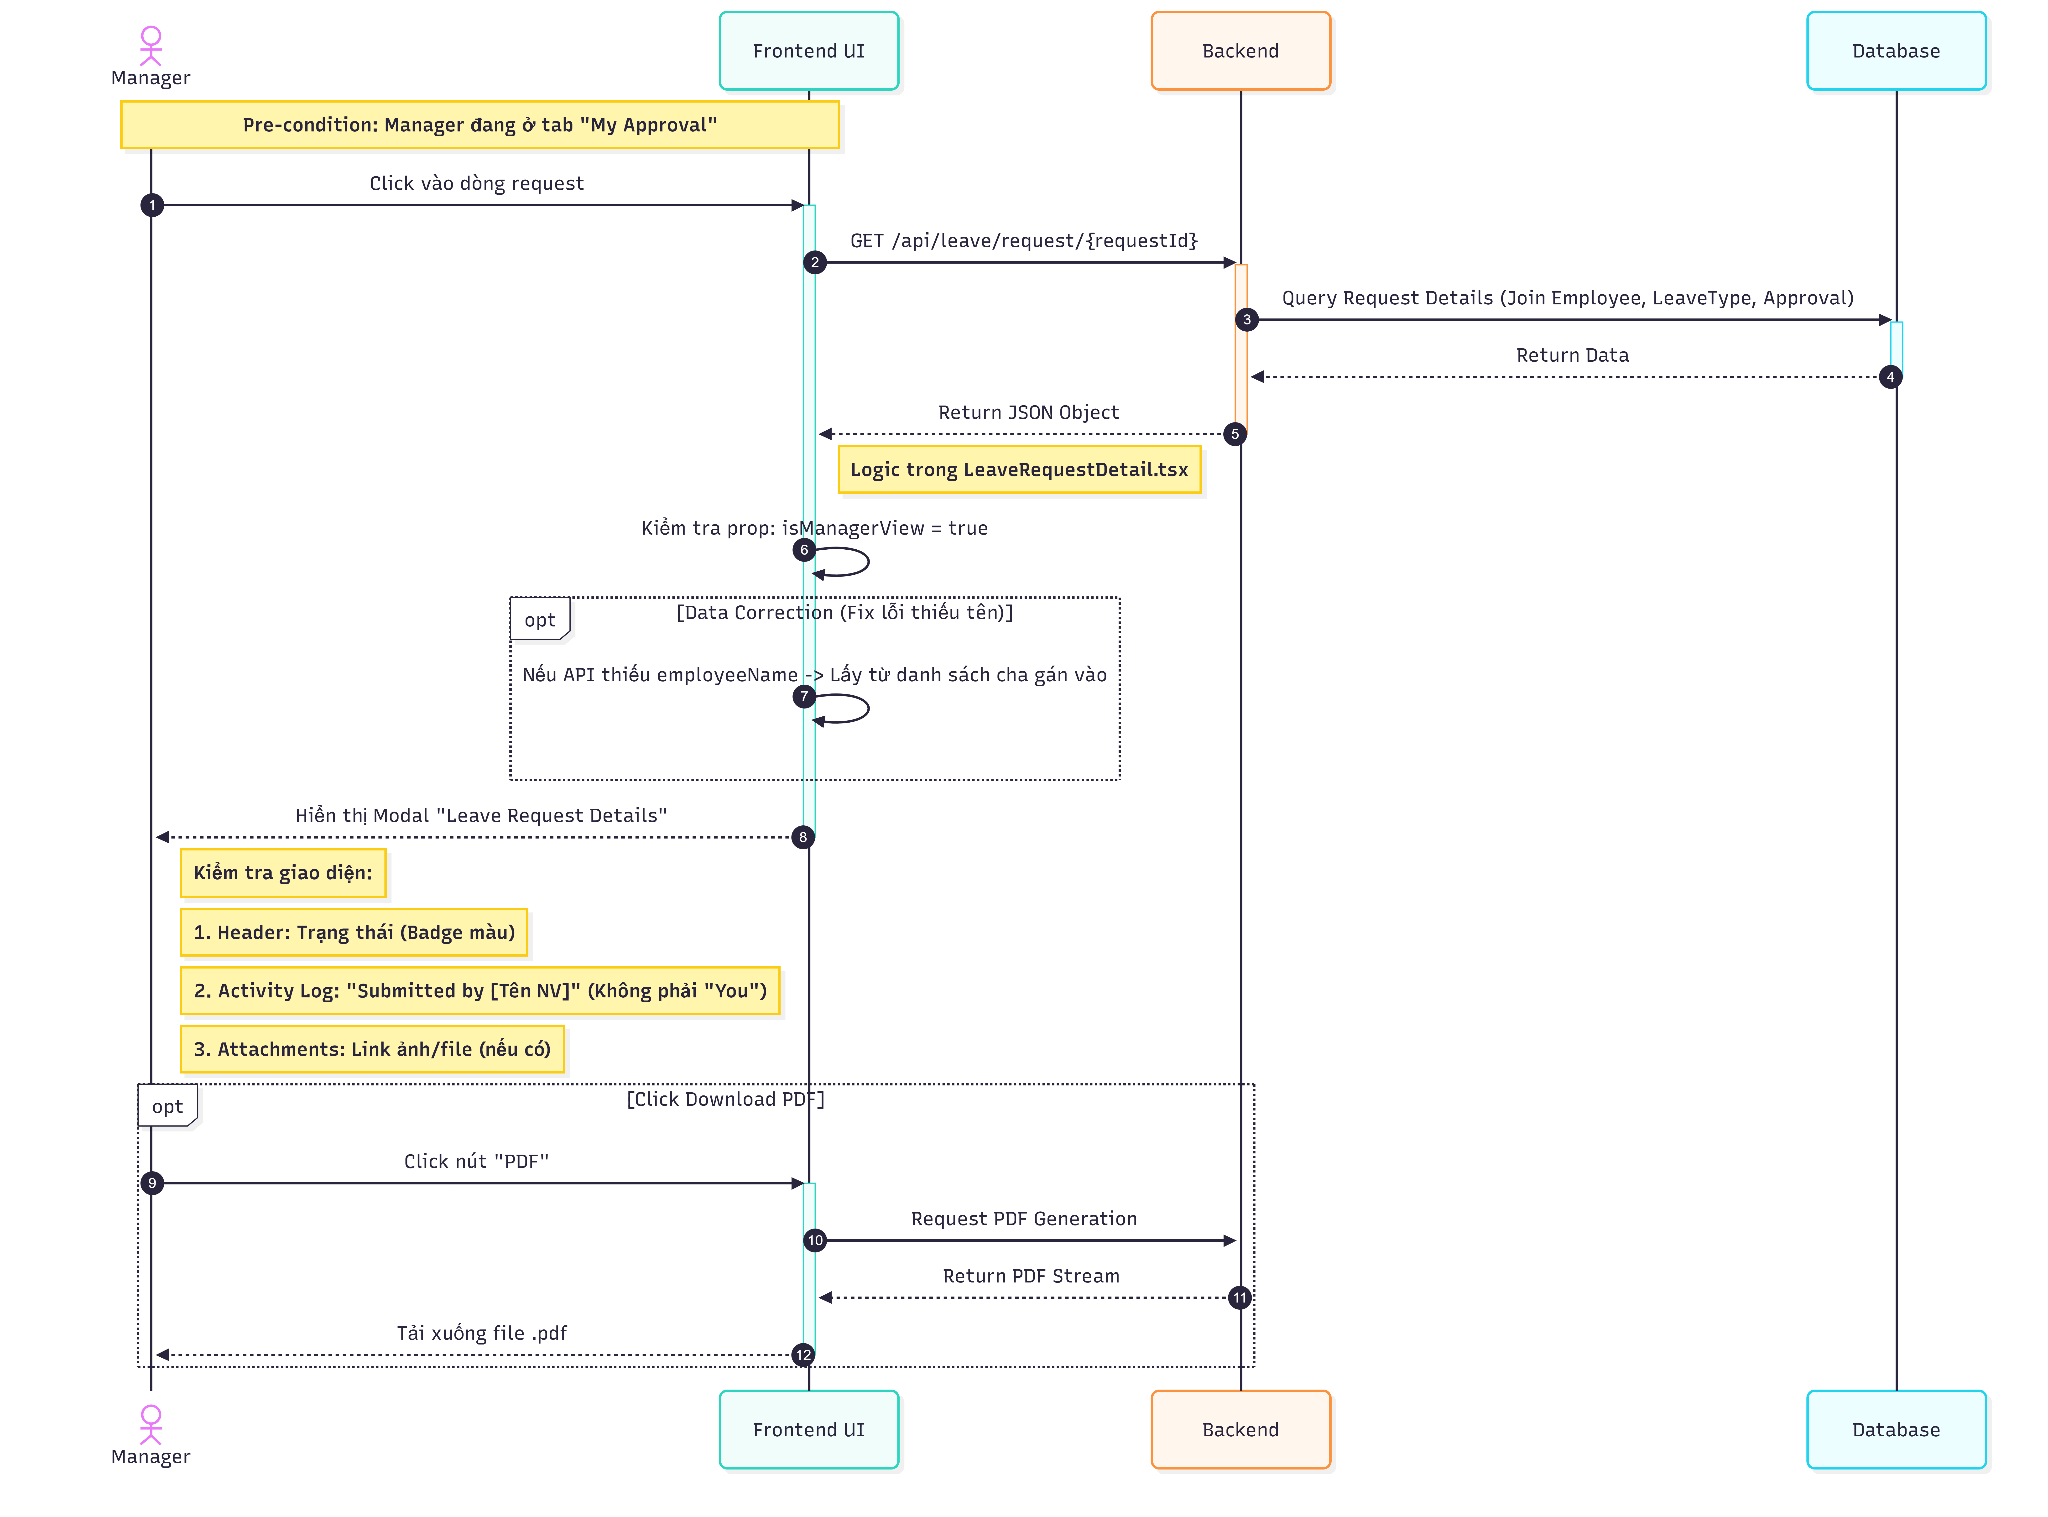 Manager
Frontend UI
Backend
Database
Pre-condition: Manager đang ở tab "My Approval"
Click vào dòng request
1
GET /api/leave/request/{requestId}
2
Query Request Details (Join Employee, LeaveType, Approval)
3
Return Data
4
Return JSON Object
5
Logic trong LeaveRequestDetail.tsx
Kiểm tra prop: isManagerView = true
6
opt
[Data Correction (Fix lỗi thiếu tên)]
Nếu API thiếu employeeName -> Lấy từ danh sách cha gán vào
7
Hiển thị Modal "Leave Request Details"
8
Kiểm tra giao diện:
1. Header: Trạng thái (Badge màu)
2. Activity Log: "Submitted by [Tên NV]" (Không phải "You")
3. Attachments: Link ảnh/file (nếu có)
opt
[Click Download PDF]
Click nút "PDF"
9
Request PDF Generation
10
Return PDF Stream
11
Tải xuống file .pdf
12
Manager
Frontend UI
Backend
Database